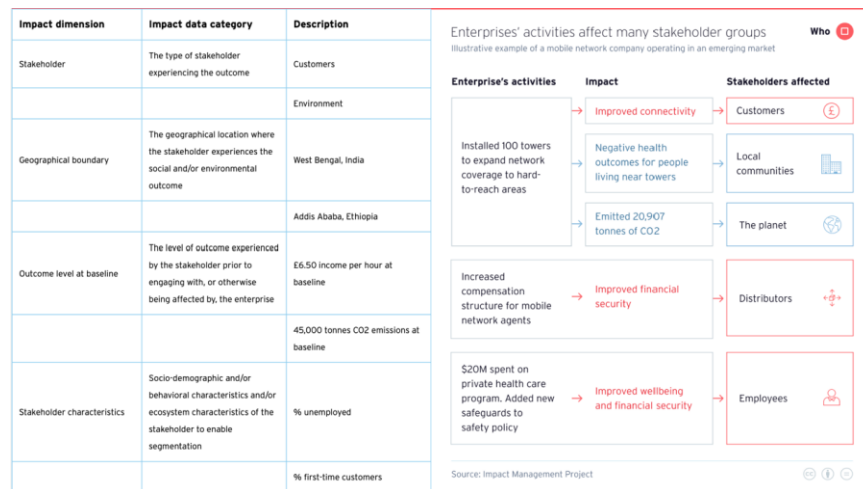 Impact dimension
Impact data category
Description
Stakeholder
The type of stakeholder
experiencing the outcome
Customers
Environment
Geographical boundary
The geographical location where
the stakeholder experiences the
social and/or environmental
outcome
West Bengal, India
Addis Ababa, Ethiopia
Outcome level at baseline
The level of outcome experienced
by the stakeholder prior to
engaging with, or otherwise
being affected by, the enterprise
£6.50 income per hour at
baseline
45,000 tonnes CO2 emissions at
baseline
Stakeholder characteristics
Socio-demographic and/or
behavioral characteristics and/or
ecosystem characteristics of the
stakeholder to enable
segmentation
% unemployed
% first-time customers
Enterprises' activities affect many stakeholder groups
Who
Illustrative example of a mobile network company operating in an emerging market
Enterprise's activities
Impact
Stakeholders affected
Installed 100 towers
to expand network
coverage to hard-
to-reach areas
Improved connectivity
Customers
£
Negative health
outcomes for people
living near towers
Local
communities
Emitted 20,907
tonnes of CO2
The planet
Increased
compensation
structure for mobile
network agents
Improved financial
security
Distributors
$20M spent on
private health care
program. Added new
safeguards to
safety policy
Improved wellbeing
and financial security
Employees
Source: Impact Management Project